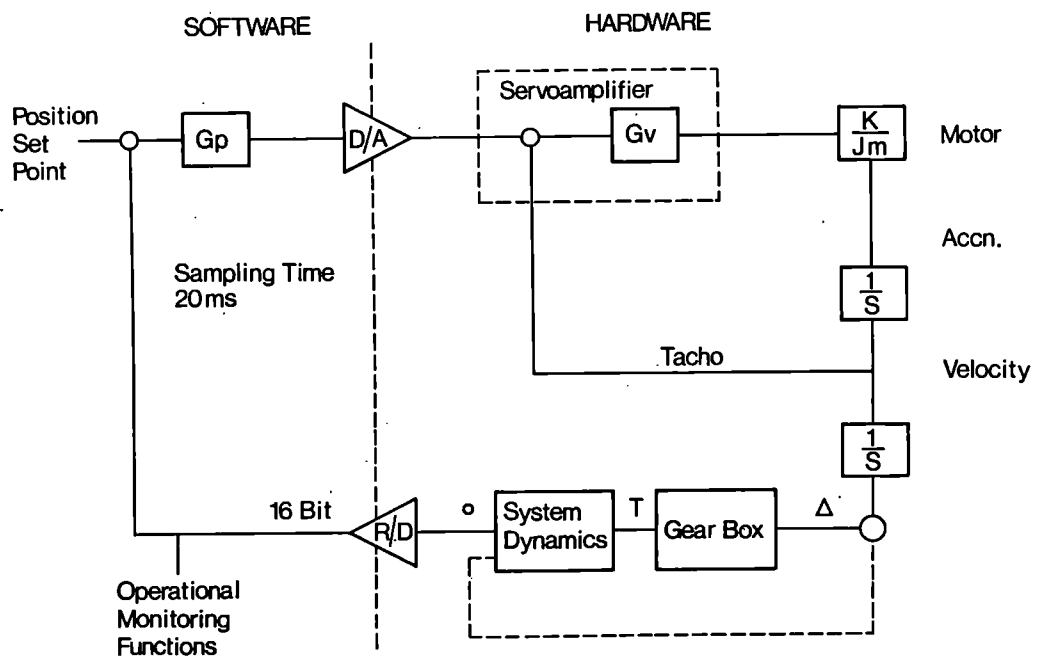 SOFTWARE
HARDWARE
Position
Set
Point
Gp
D/A
Servoamplifier
Gv
K
Jm
Motor
Accn.
Sampling Time
20ms
1
S
Tacho
Velocity
1
S
16 Bit
R/D
o
System
Dynamics
T
Gear Box
Δ
Operational
Monitoring
Functions